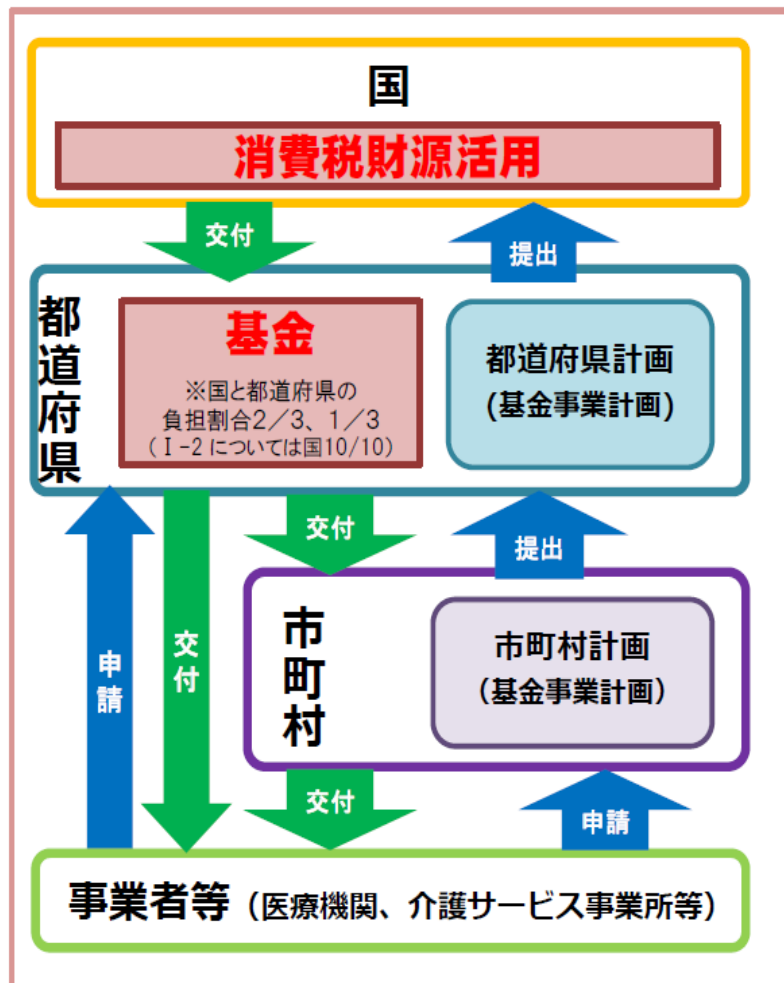 国
消費税財源活用
交付
提出
都道府県
基金
※国と都道府県の
負担割合2/3、1/3
(Ⅰ-2については国10/10)
都道府県計画
(基金事業計画)
交付
提出
申請
交付
市町村
市町村計画
(基金事業計画)
交付
申請
事業者等(医療機関、介護サービス事業所等)